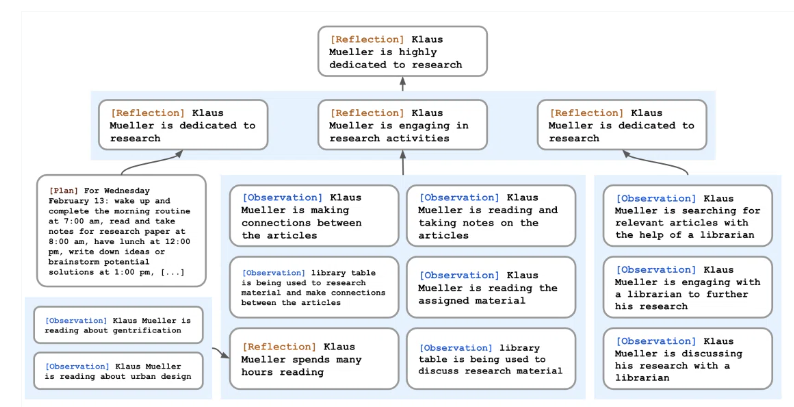 [Reflection] Klaus
Mueller is highly
dedicated to research
[Reflection] Klaus
Mueller is dedicated to
research
[Reflection] Klaus
Mueller is engaging in
research activities
[Reflection] Klaus
Mueller is dedicated to
research
[Plan] For Wednesday
February 13: wake up and
complete the morning routine
at 7:00 am, read and take
notes for research paper at
8:00 am, have lunch at 12:00
pm, write down ideas or
brainstorm potential
solutions at 1:00 pm, [...]
[Observation] Klaus
Mueller is making
connections between
the articles
[Observation] Klaus
Mueller is reading and
taking notes on the
articles
[Observation] Klaus
Mueller is searching for
relevant articles with
the help of a librarian
[Observation] library table
is being used to research
material and make connections
between the articles
[Observation] Klaus
Mueller is reading the
assigned material
[Observation] Klaus
Mueller is engaging with
a librarian to further
his research
[Observation] Klaus Mueller is
reading about gentrification
[Observation] Klaus Mueller
is reading about urban design
[Reflection] Klaus
Mueller spends many
hours reading
[Observation] library
table is being used to
discuss research material
[Observation] Klaus
Mueller is discussing
his research with a
librarian